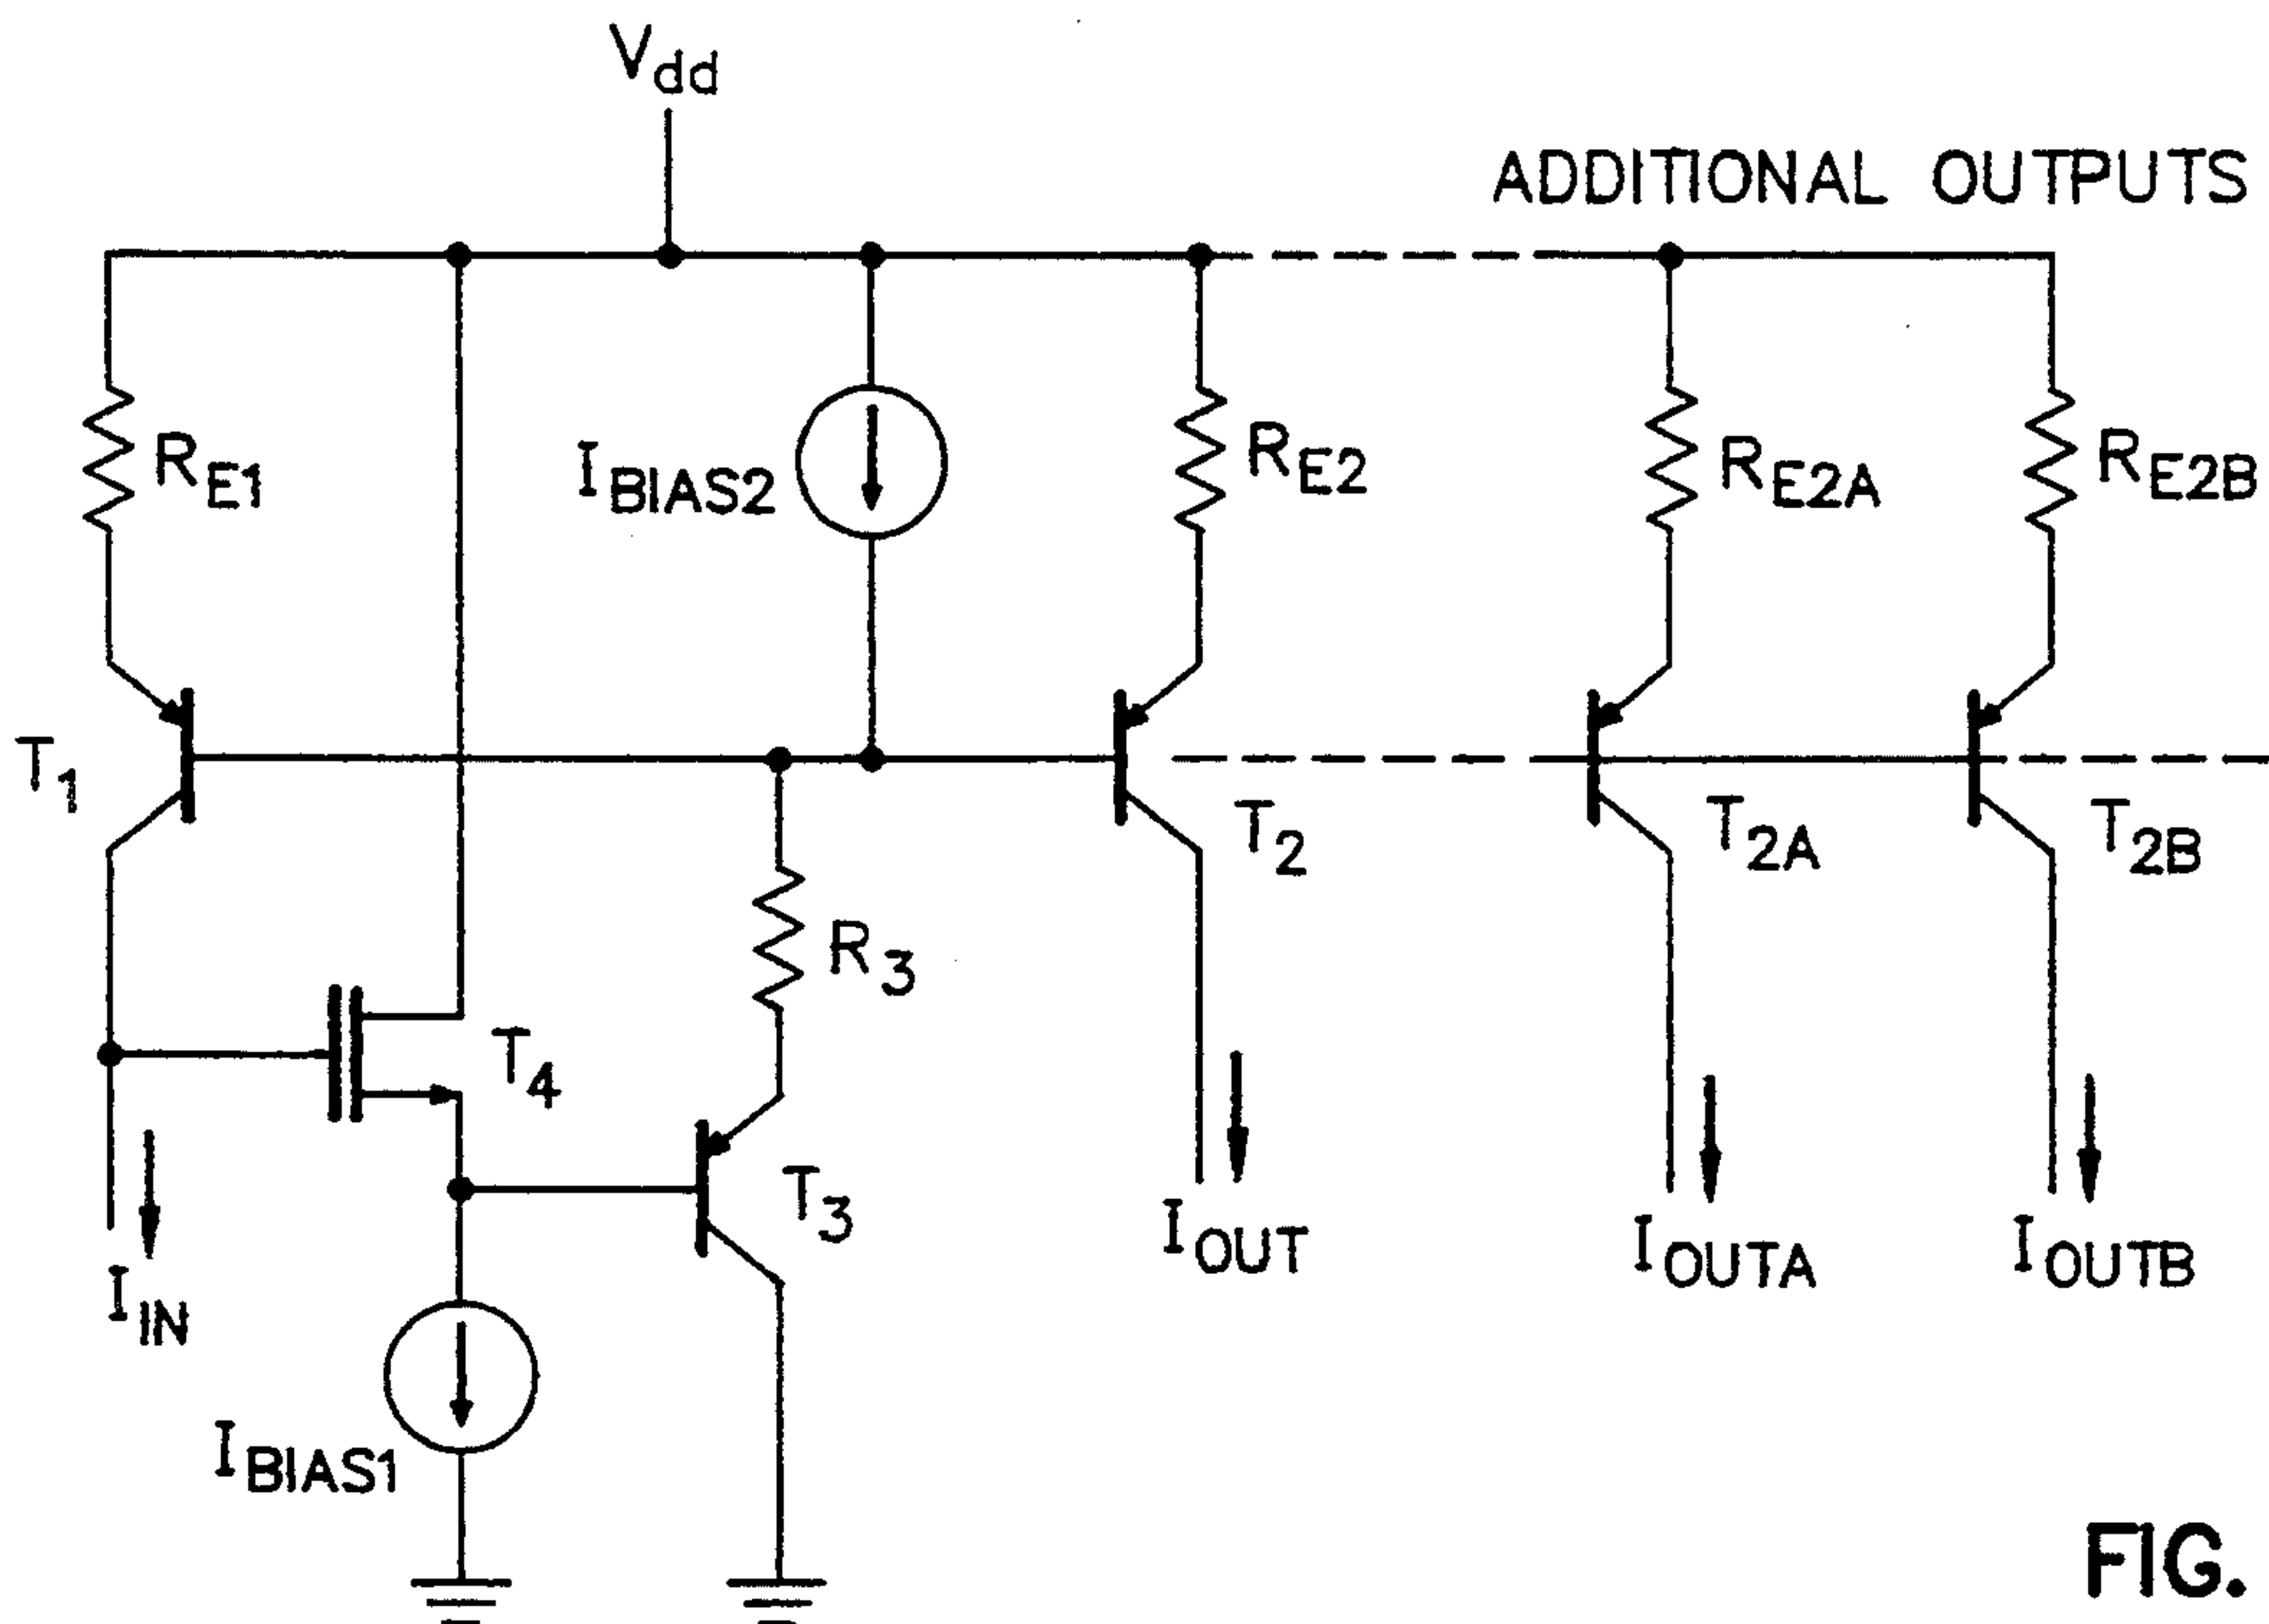 Vdd
ADDITIONAL OUTPUTS
RE1
IBIAS2
RE2
RE2A
RE2B
T1
T2
T2A
T2B
R3
T4
T3
IIN
IOUT
IOUTA
IOUTB
IBIAS1
FIG.